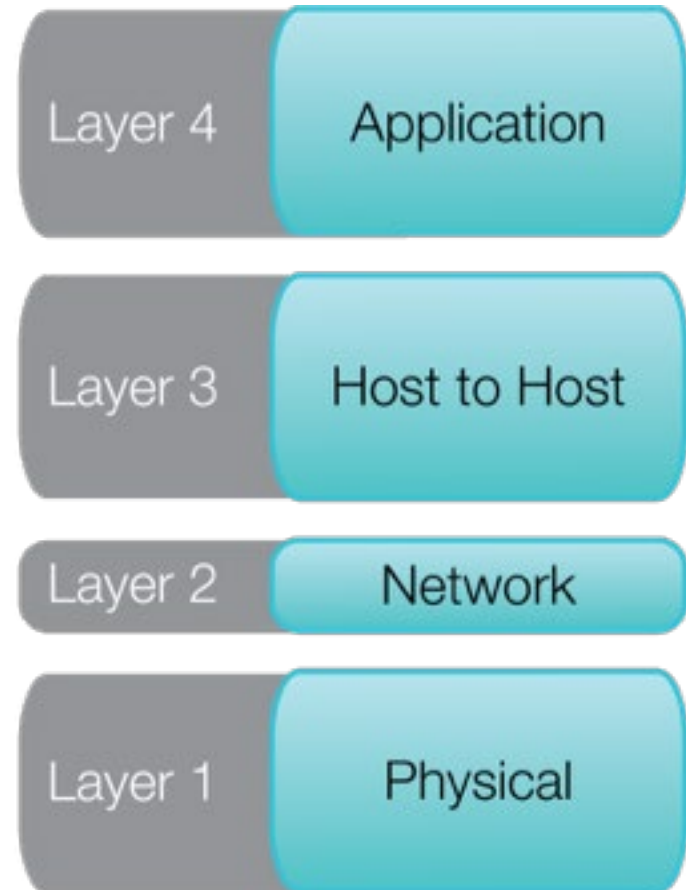 Layer 4 Application
Layer 3 Host to Host
Layer 2 Network
Layer 1 Physical